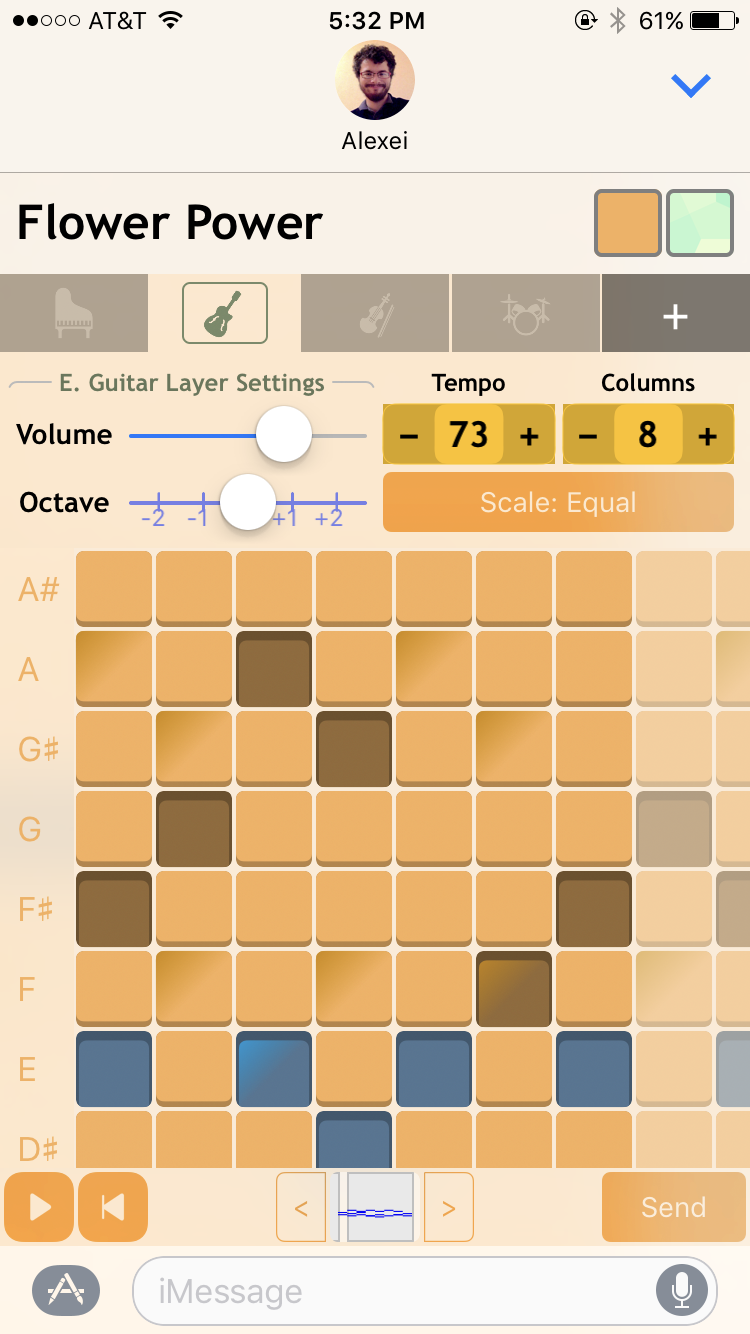 AT&T 5:32 PM 61%
Alexei
Flower Power
+
E. Guitar Layer Settings Tempo Columns
Volume − 73 + − 8 +
Octave -2 -1 +1 +2 Scale: Equal
A#
A
G♯
G
F♯
F
E
D♯
< > Send
iMessage